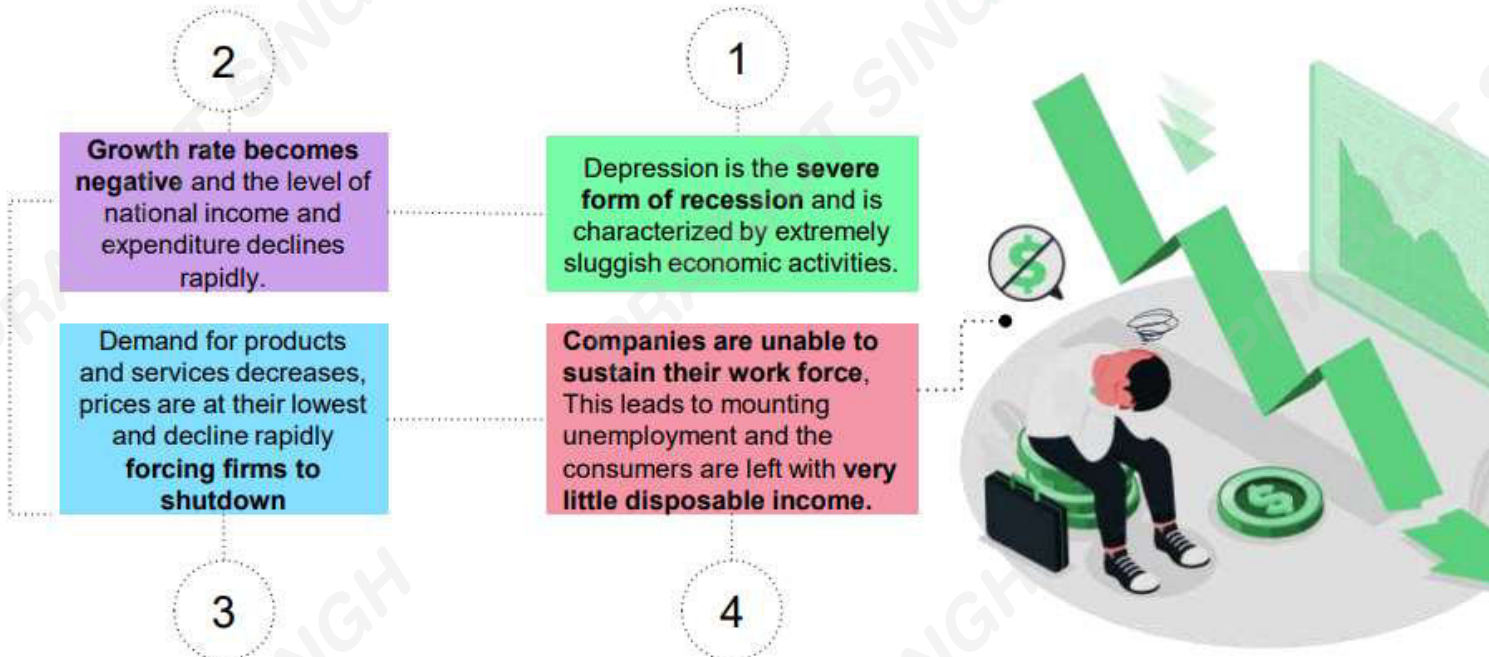 2
1
Growth rate becomes
negative and the level of
national income and
expenditure declines
rapidly.
Depression is the severe
form of recession and is
characterized by extremely
sluggish economic activities.
Demand for products
and services decreases,
prices are at their lowest
and decline rapidly
forcing firms to
shutdown
Companies are unable to
sustain their work force,
This leads to mounting
unemployment and the
consumers are left with very
little disposable income.
3
4
$
$